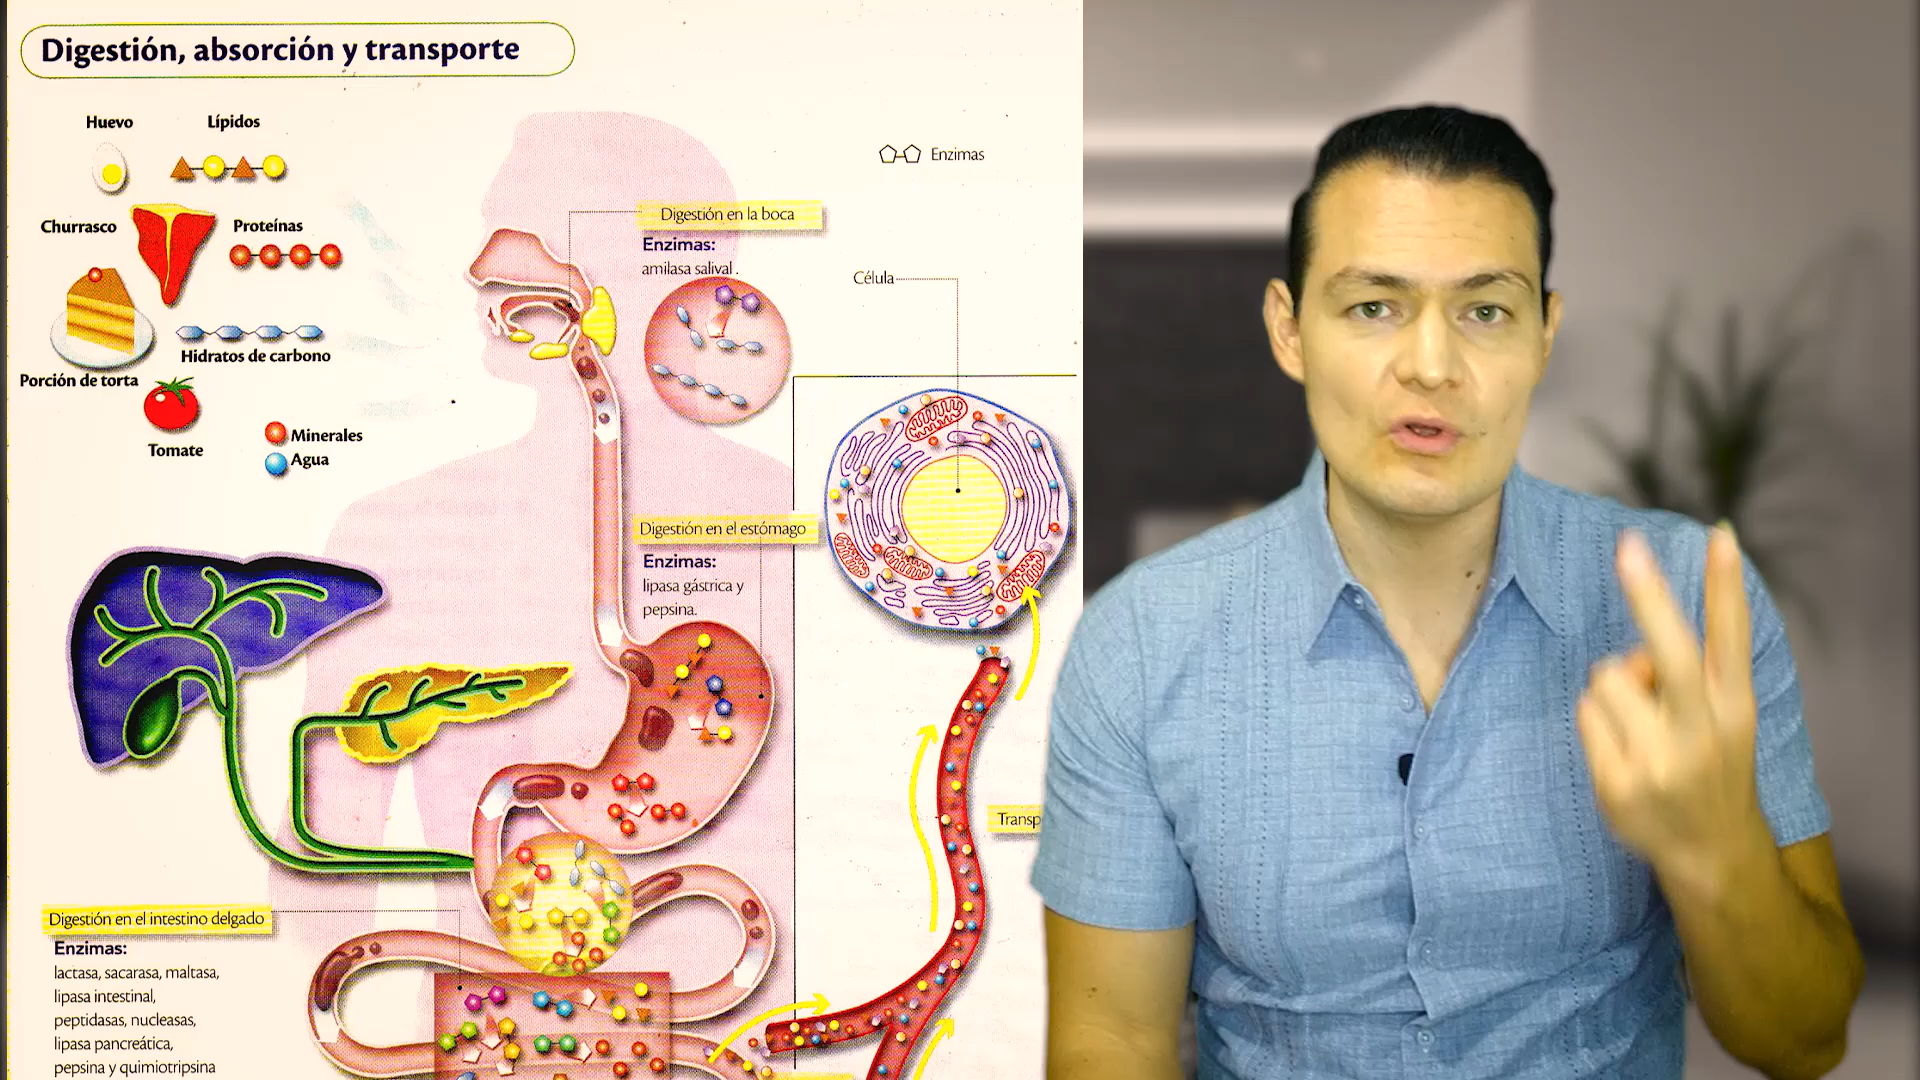 Digestión, absorción y transporte
Huevo
Lípidos
Enzimas
Churrasco
Proteínas
Digestión en la boca
Enzimas:
amilasa salival.
Célula
Hidratos de carbono
Porción de torta
Tomate
Minerales
Agua
Digestión en el estómago
Enzimas:
lipasa gástrica y
pepsina.
Transp
Digestión en el intestino delgado
Enzimas:
lactasa, sacarasa, maltasa,
lipasa intestinal,
peptidasas, nucleasas,
lipasa pancreática,
pepsina y quimiotripsina